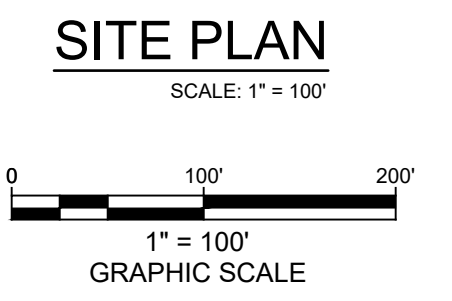 SITE PLAN
SCALE: 1" = 100'
0 100' 200'
1" = 100'
GRAPHIC SCALE